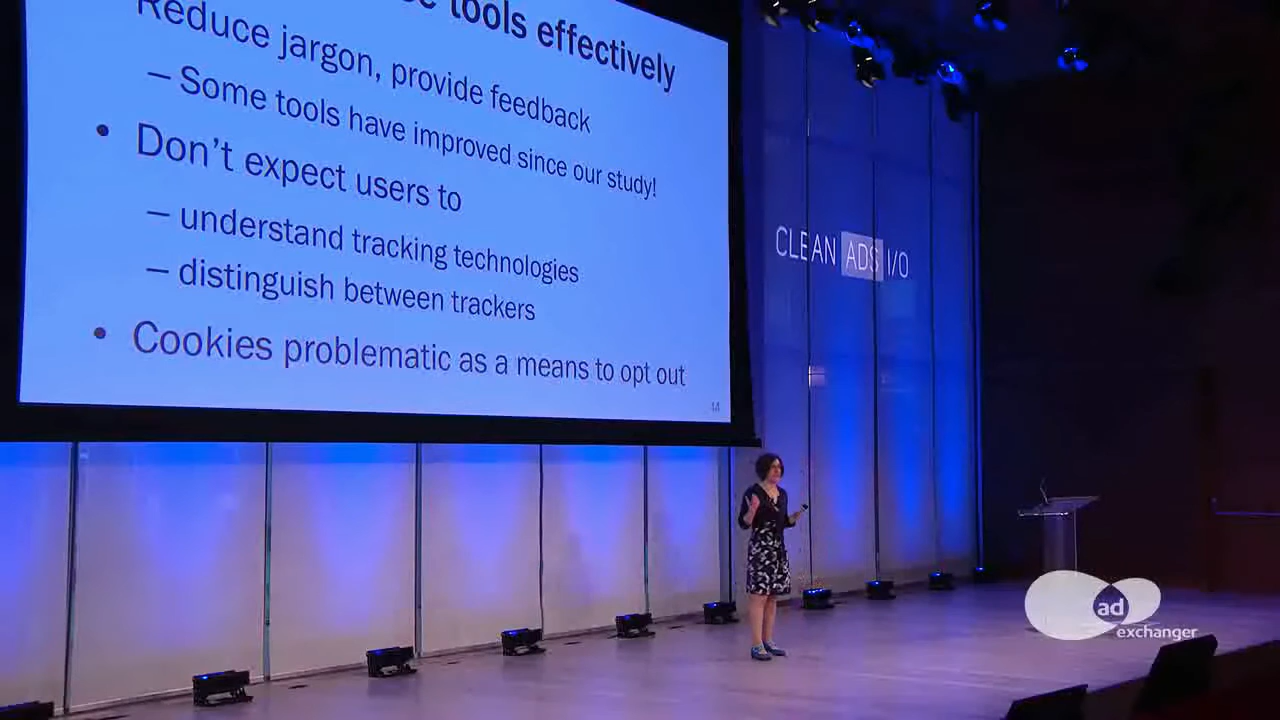 tools effectively
Reduce jargon, provide feedback
– Some tools have improved since our study!
• Don't expect users to
– understand tracking technologies
– distinguish between trackers
• Cookies problematic as a means to opt out
14
CLEAN ADS I/O
ad
exchanger